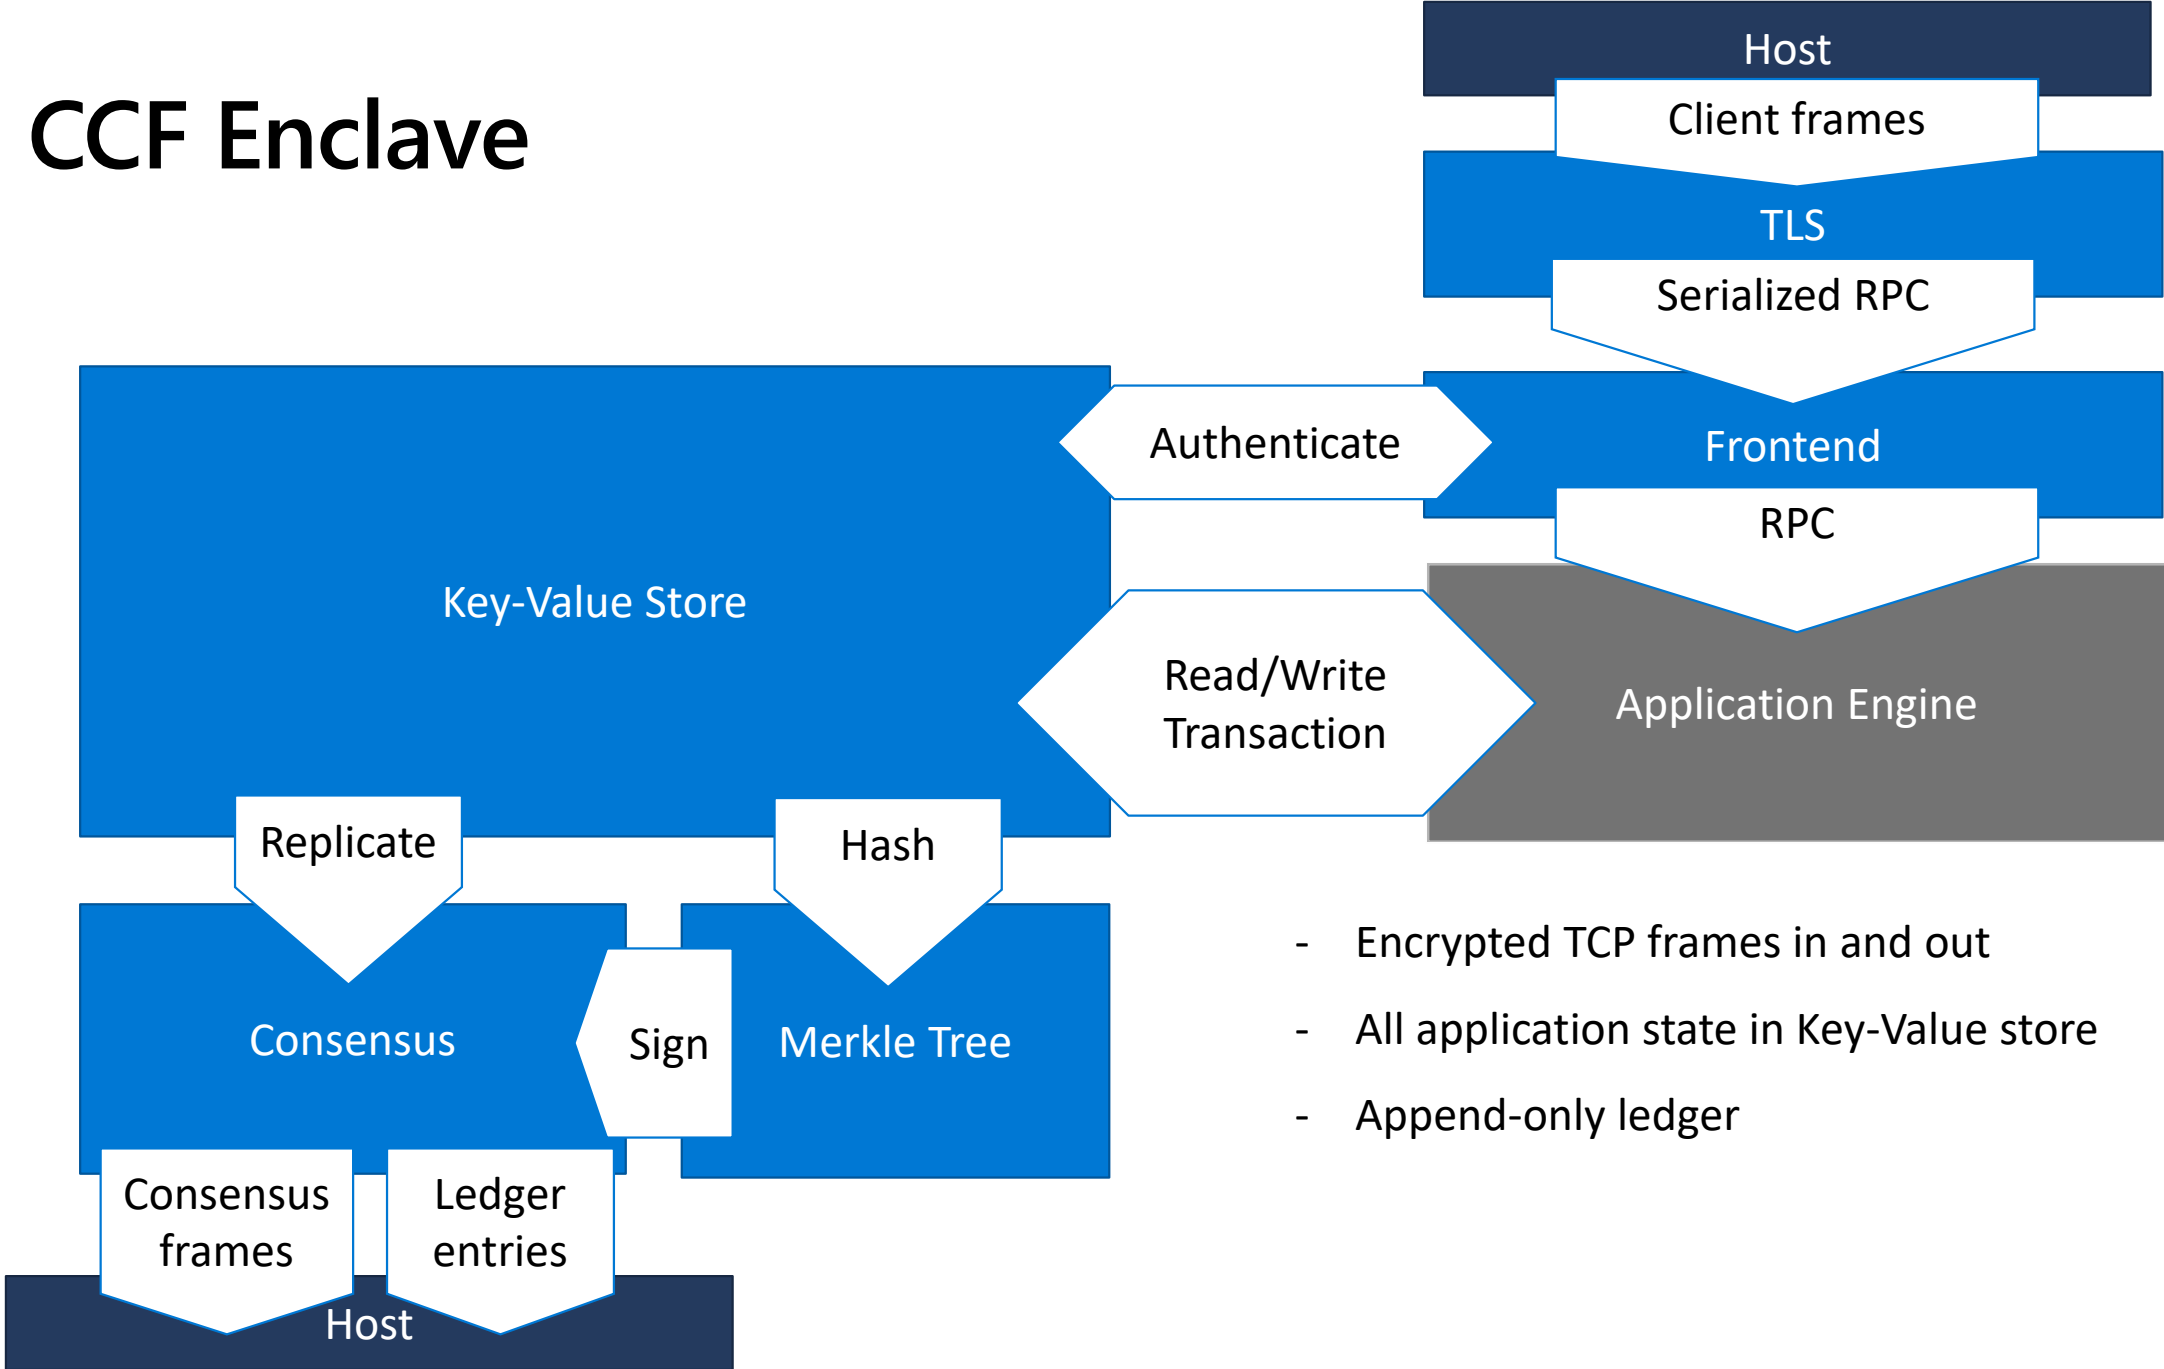 CCF Enclave
Host
Client frames
TLS
Serialized RPC
Authenticate
Frontend
RPC
Key-Value Store
Read/Write
Transaction
Application Engine
Replicate
Hash
Consensus
Sign
Merkle Tree
Consensus
frames
Ledger
entries
Host
- Encrypted TCP frames in and out
- All application state in Key-Value store
- Append-only ledger